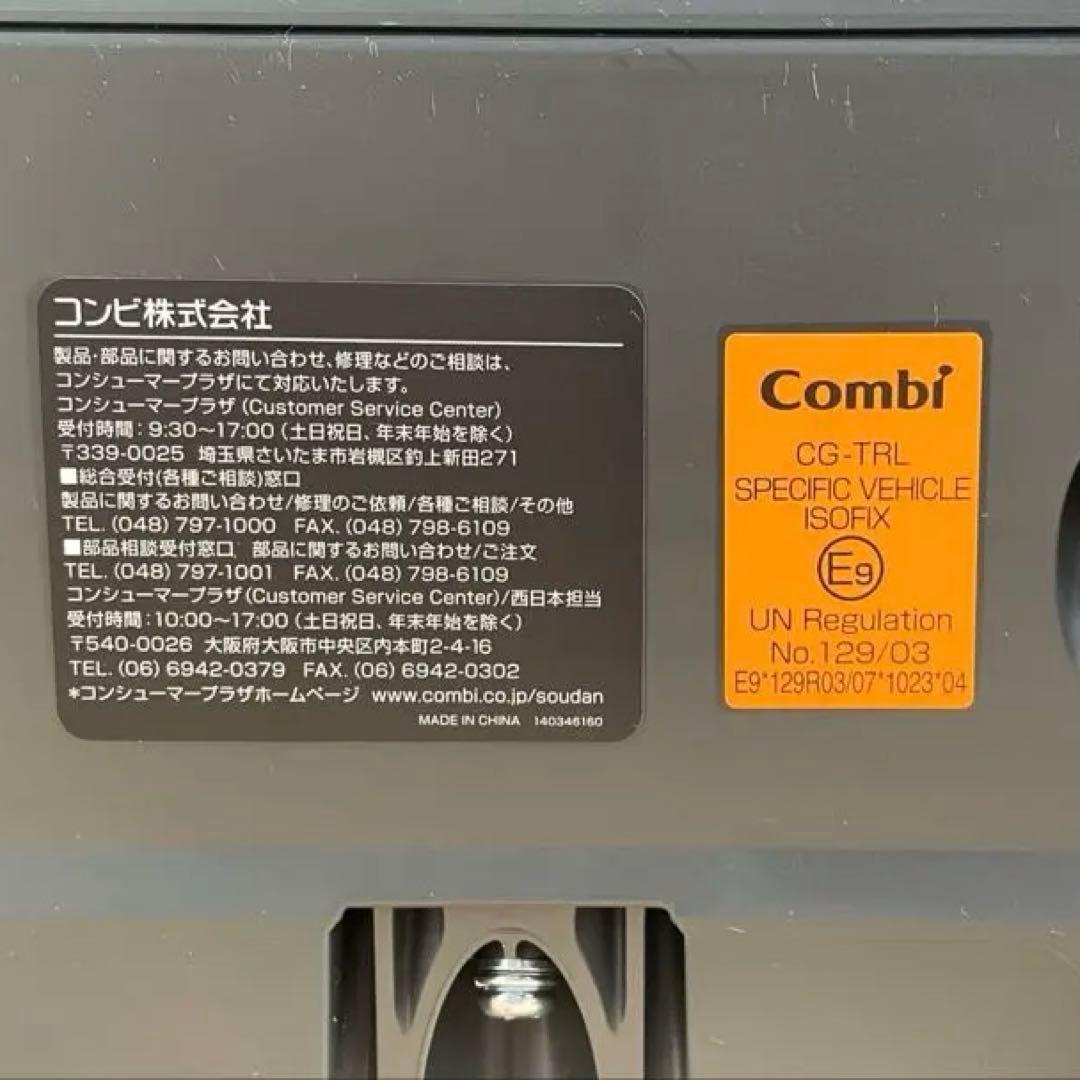 コンビ株式会社
製品・部品に関するお問い合わせ、修理などのご相談は、
コンシューマープラザにて対応いたします。
コンシューマープラザ（Customer Service Center）
受付時間：9:30～17:00（土日祝日、年末年始を除く）
〒339-0025 埼玉県さいたま市岩槻区釣上新田271
■総合受付(各種ご相談)窓口
製品に関するお問い合わせ/修理のご依頼/各種ご相談/その他
TEL. (048) 797-1000 FAX. (048) 798-6109
■部品相談受付窓口 部品に関するお問い合わせ/ご注文
TEL. (048) 797-1001 FAX. (048) 798-6109
コンシューマープラザ(Customer Service Center)/西日本担当
受付時間：10:00～17:00（土日祝日、年末年始を除く）
〒540-0026 大阪府大阪市中央区内本町2-4-16
TEL. (06) 6942-0379 FAX. (06) 6942-0302
*コンシューマープラザホームページ www.combi.co.jp/soudan
MADE IN CHINA 140346160
Combi
CG-TRL
SPECIFIC VEHICLE
ISOFIX
E9
UN Regulation
No.129/03
E9*129R03/07*1023*04